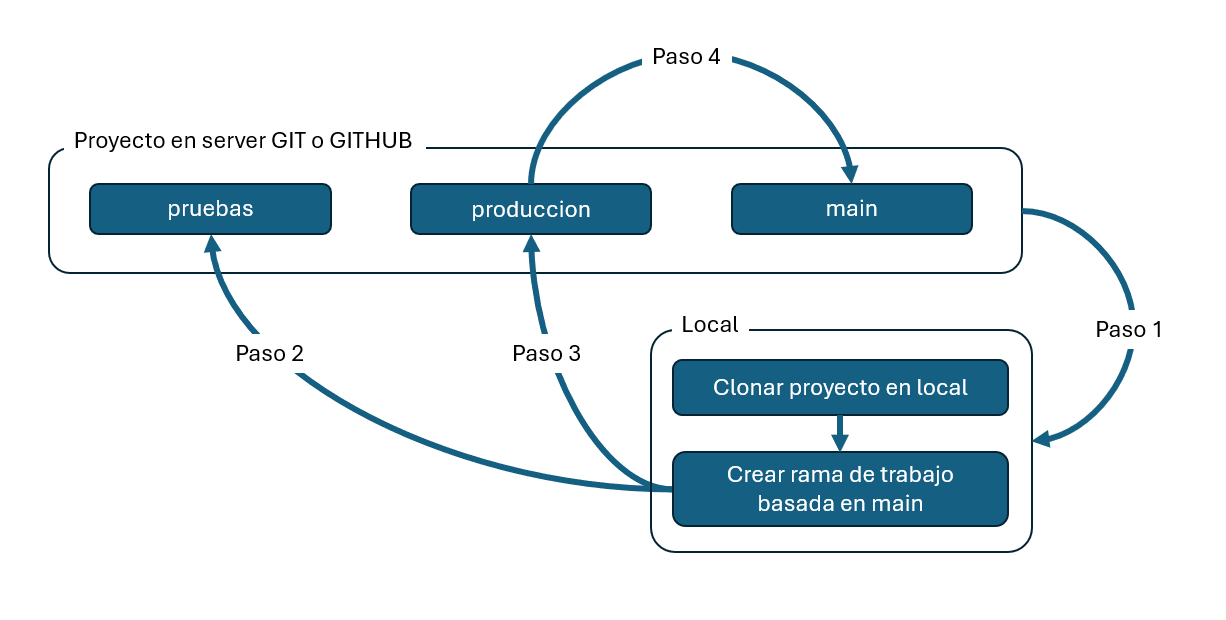 Paso 4
Proyecto en server GIT o GITHUB
pruebas
produccion
main
Local
Paso 1
Paso 2
Paso 3
Clonar proyecto en local
Crear rama de trabajo
basada en main